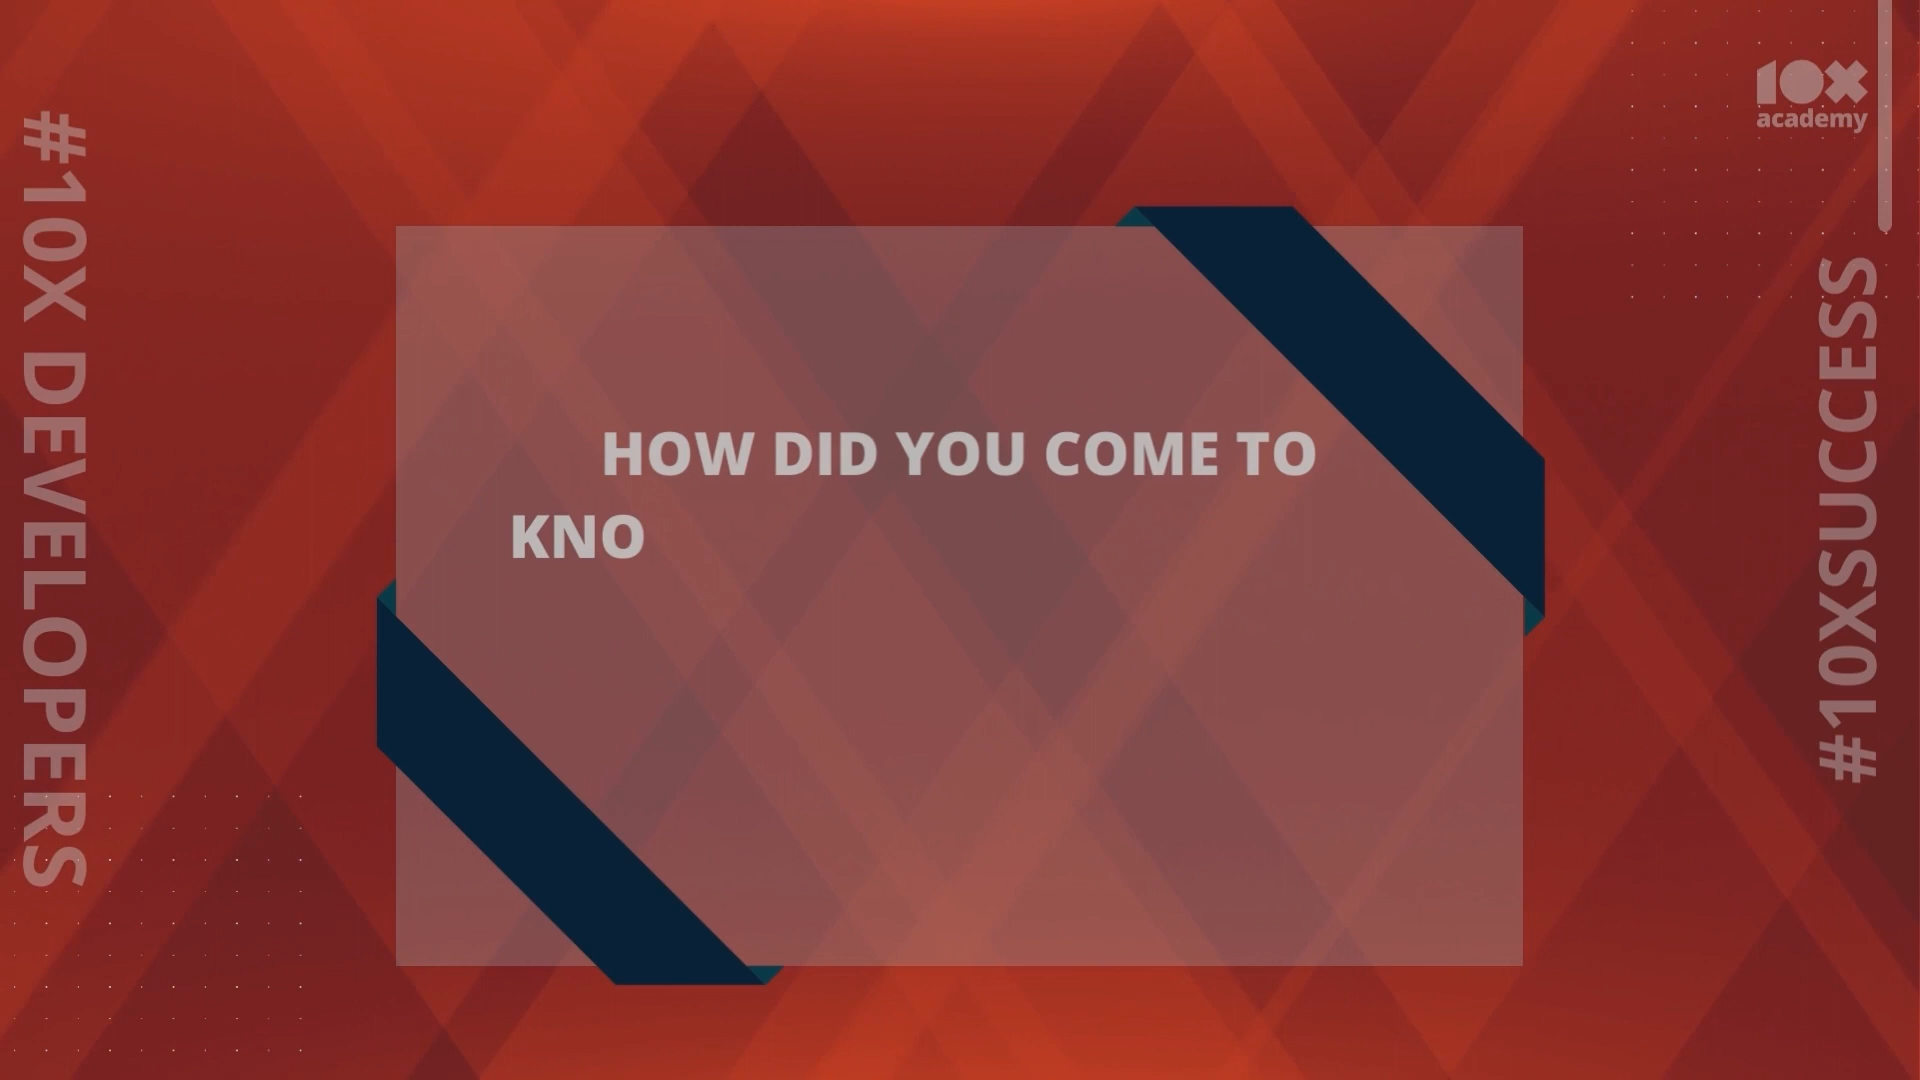 #10X DEVELOPERS
10x
academy
HOW DID YOU COME TO
KNO
#10XSUCCESS